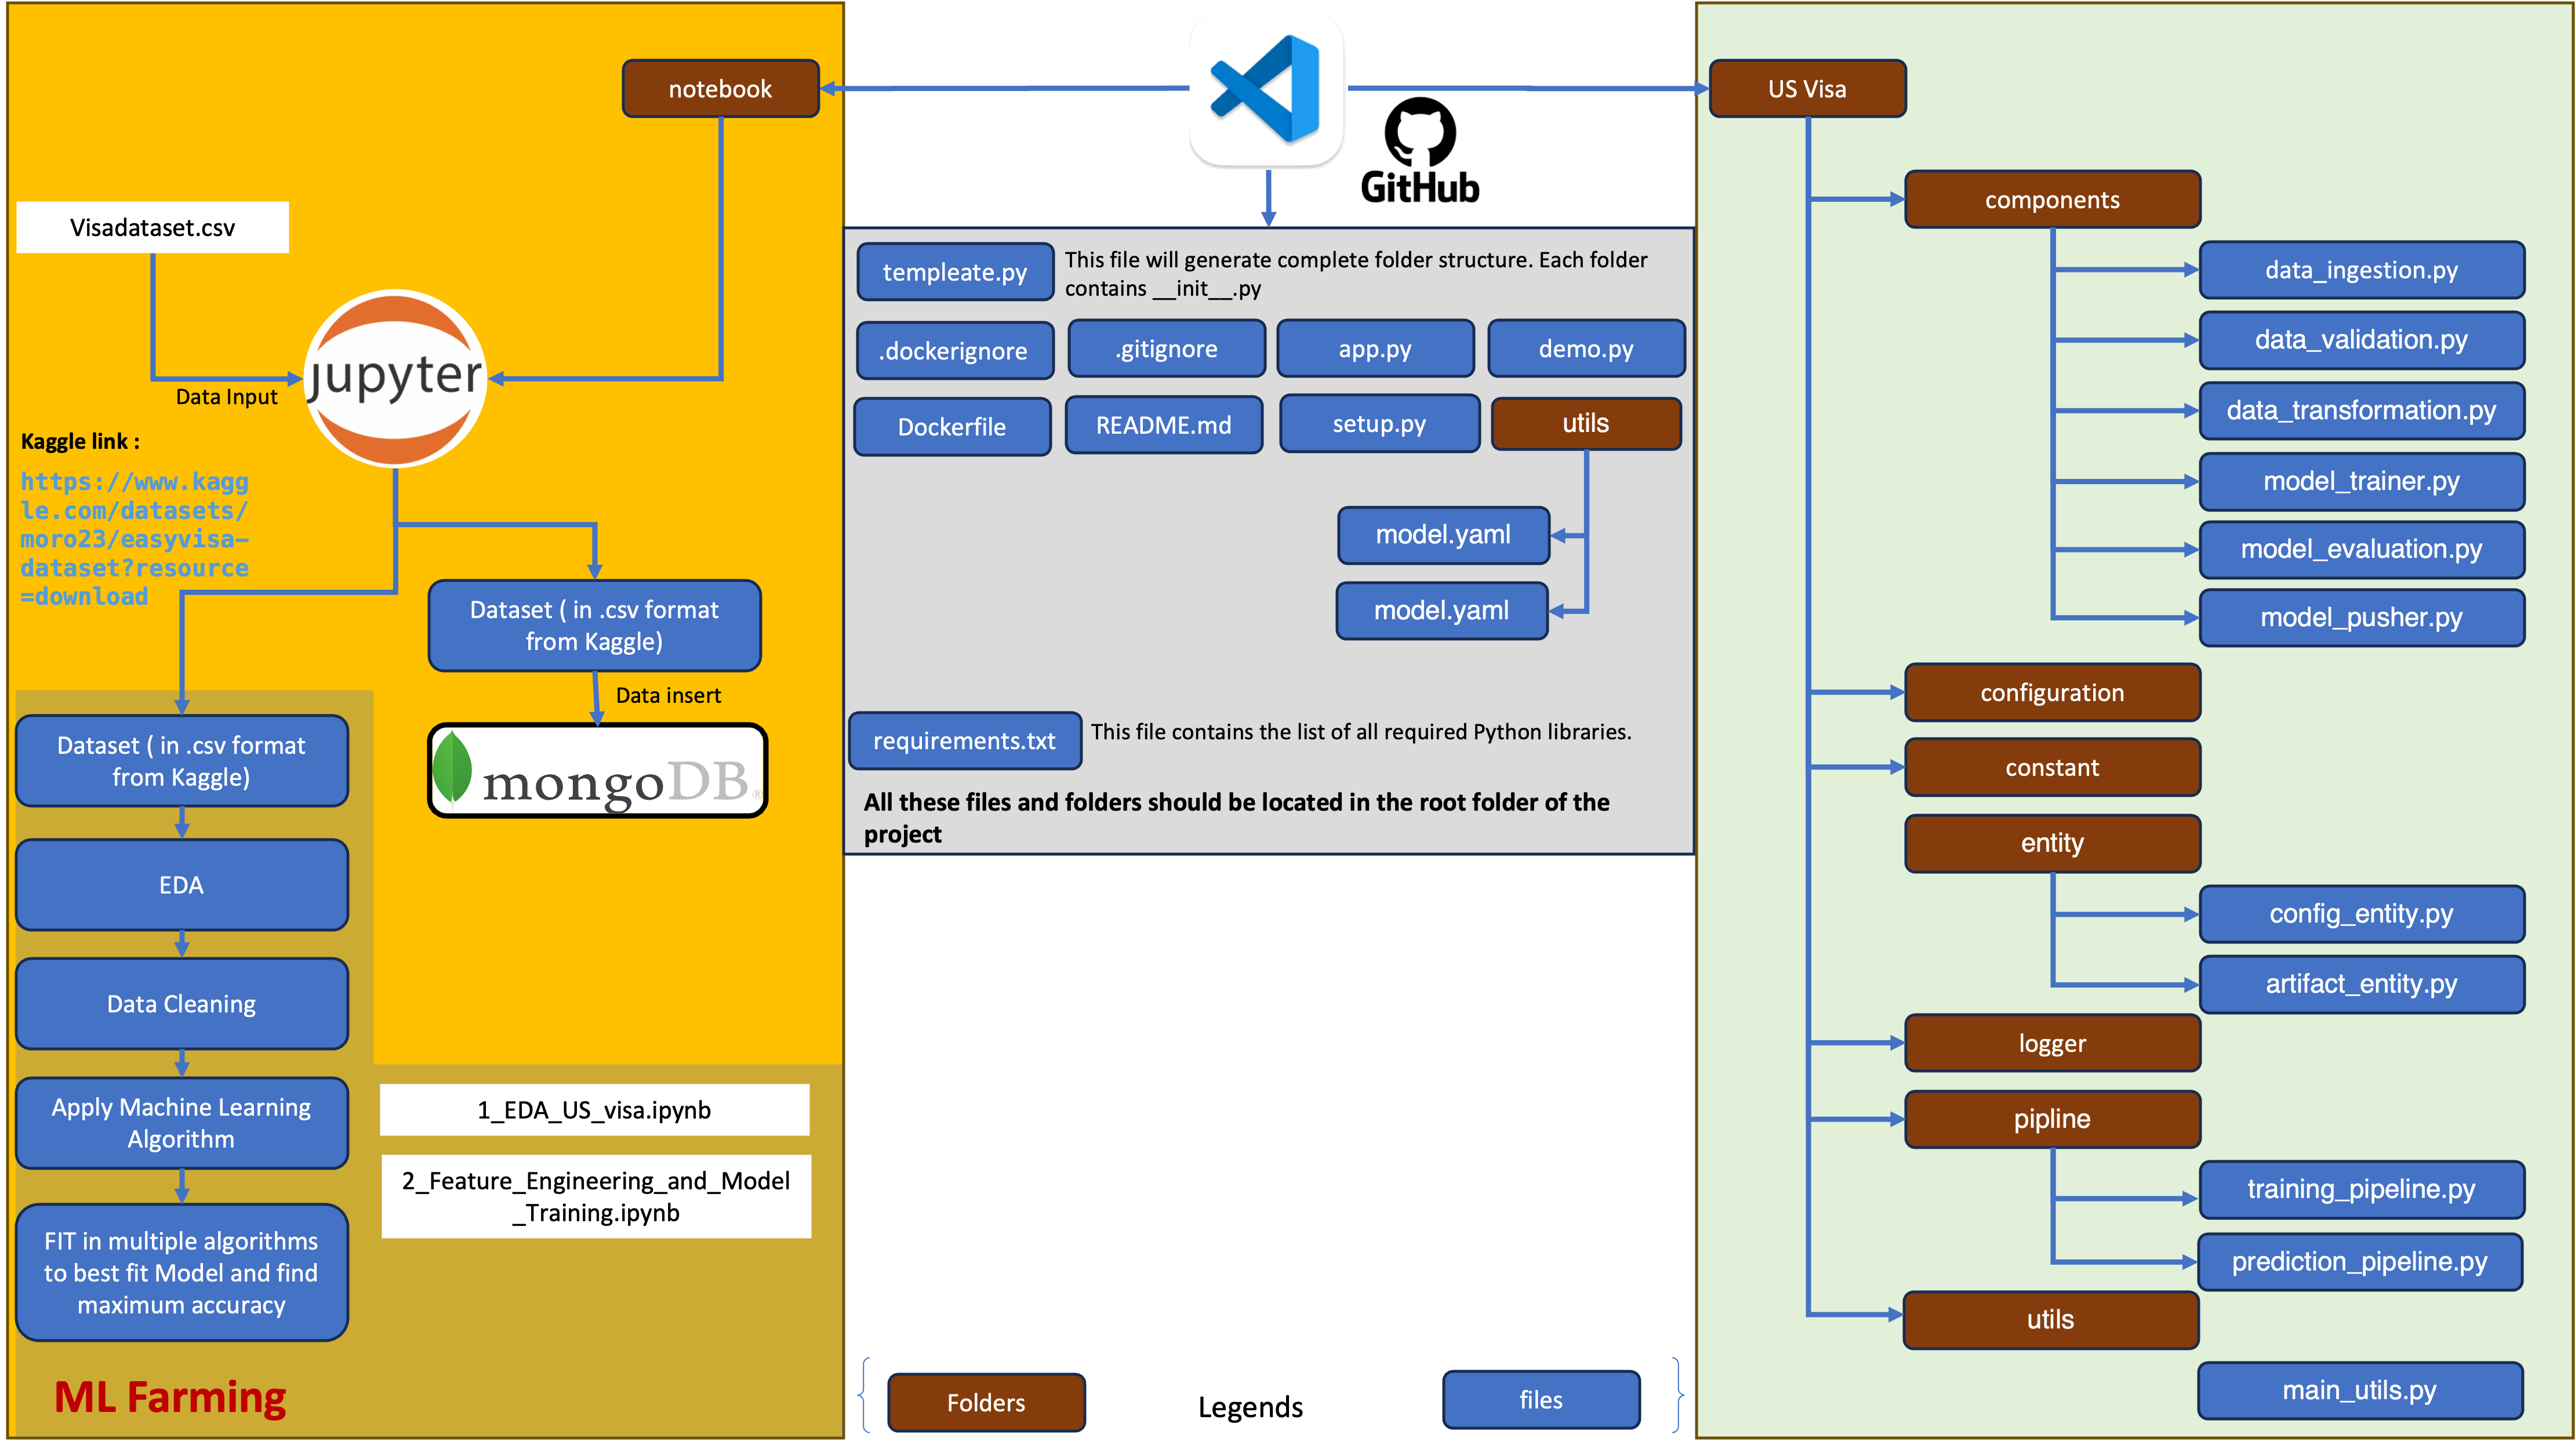 notebook
Visadataset.csv
jupyter
Data Input
Kaggle link :
https://www.kagg
le.com/datasets/
moro23/easyvisa-
dataset?resource
=download
Dataset ( in .csv format
from Kaggle)
Data insert
mongoDB®
Dataset ( in .csv format
from Kaggle)
EDA
Data Cleaning
Apply Machine Learning
Algorithm
FIT in multiple algorithms
to best fit Model and find
maximum accuracy
1_EDA_US_visa.ipynb
2_Feature_Engineering_and_Model
_Training.ipynb
ML Farming
GitHub
templeate.py
This file will generate complete folder structure. Each folder
contains __init__.py
.dockerignore
.gitignore
app.py
demo.py
Dockerfile
README.md
setup.py
utils
model.yaml
model.yaml
requirements.txt
This file contains the list of all required Python libraries.
All these files and folders should be located in the root folder of the
project
Folders
Legends
files
US Visa
components
data_ingestion.py
data_validation.py
data_transformation.py
model_trainer.py
model_evaluation.py
model_pusher.py
configuration
constant
entity
config_entity.py
artifact_entity.py
logger
pipline
training_pipeline.py
prediction_pipeline.py
utils
main_utils.py